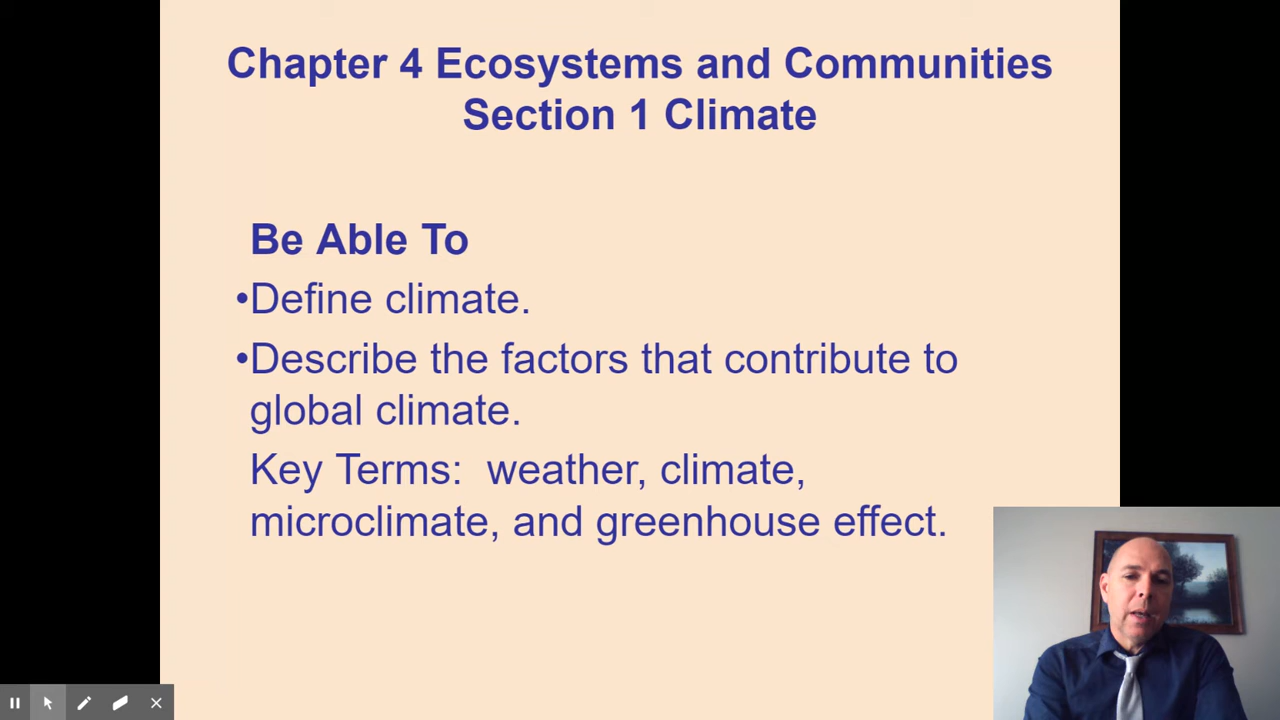 Chapter 4 Ecosystems and Communities
Section 1 Climate
Be Able To
•Define climate.
•Describe the factors that contribute to
global climate.
Key Terms:  weather, climate,
microclimate, and greenhouse effect.